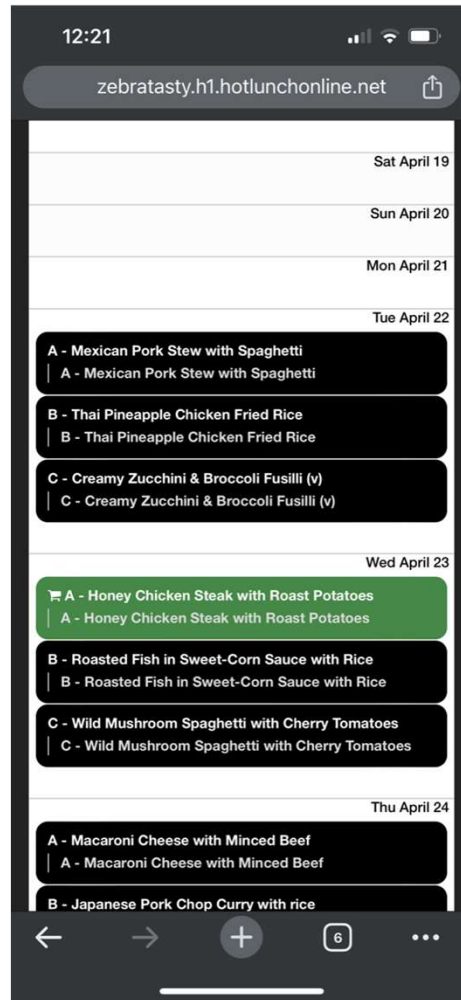 12:21
zebratasty.h1.hotlunchonline.net
Sat April 19
Sun April 20
Mon April 21
Tue April 22
A - Mexican Pork Stew with Spaghetti
A - Mexican Pork Stew with Spaghetti
B - Thai Pineapple Chicken Fried Rice
B - Thai Pineapple Chicken Fried Rice
C - Creamy Zucchini & Broccoli Fusilli (v)
C - Creamy Zucchini & Broccoli Fusilli (v)
Wed April 23
A - Honey Chicken Steak with Roast Potatoes
A - Honey Chicken Steak with Roast Potatoes
B - Roasted Fish in Sweet-Corn Sauce with Rice
B - Roasted Fish in Sweet-Corn Sauce with Rice
C - Wild Mushroom Spaghetti with Cherry Tomatoes
C - Wild Mushroom Spaghetti with Cherry Tomatoes
Thu April 24
A - Macaroni Cheese with Minced Beef
A - Macaroni Cheese with Minced Beef
B - Japanese Pork Chop Curry with rice
6